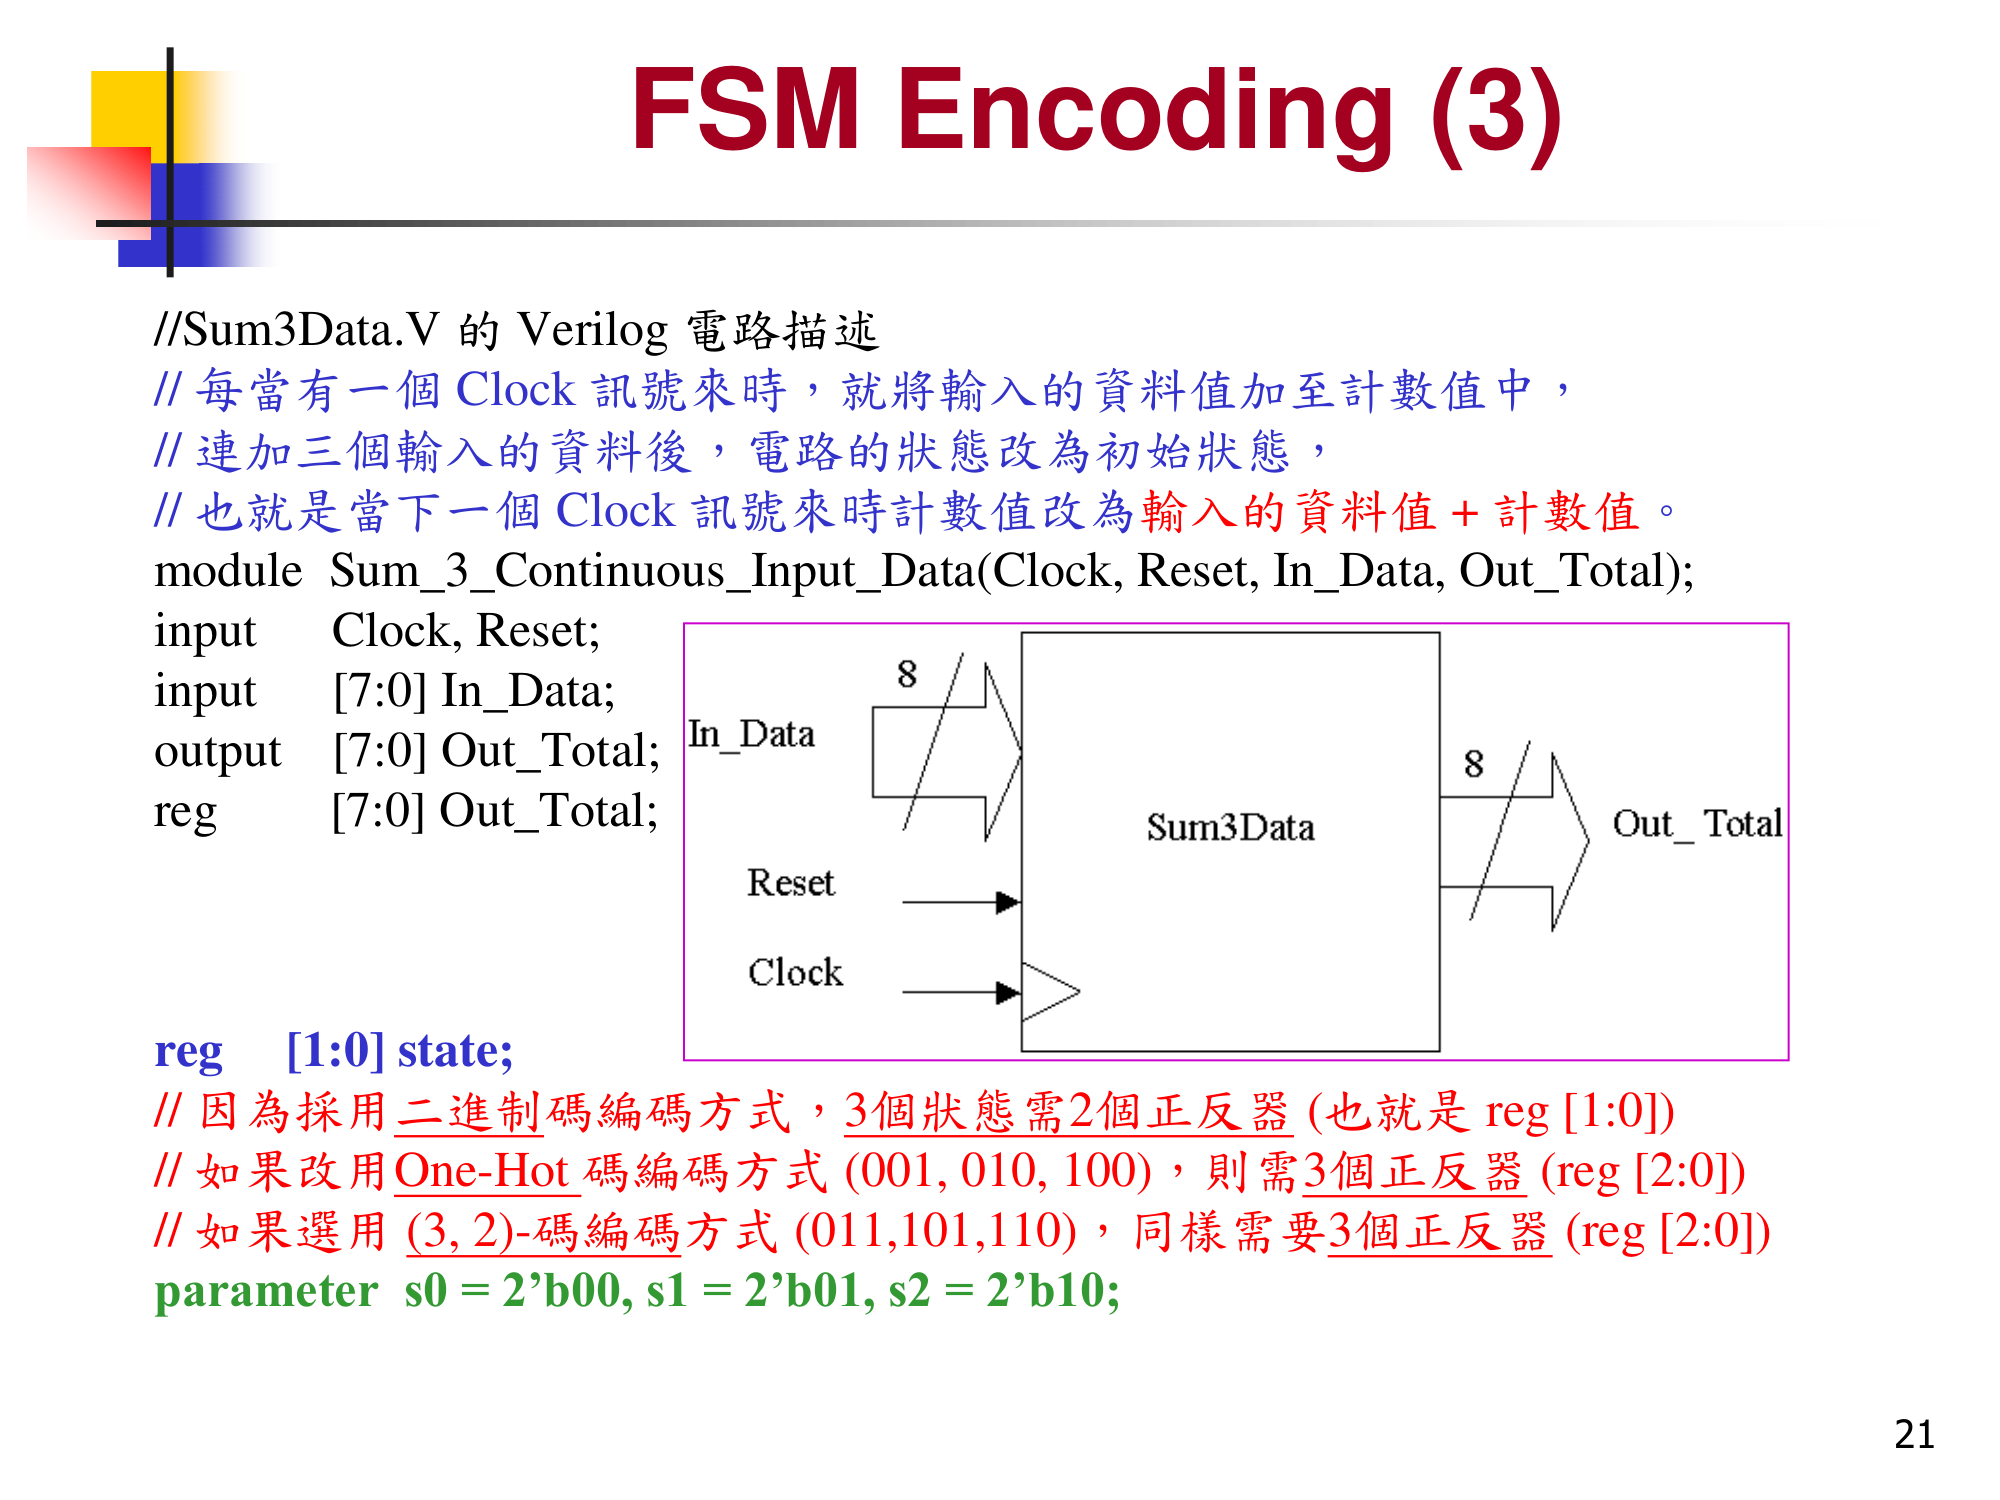 FSM Encoding (3)
//Sum3Data.V 的 Verilog 電路描述
// 每當有一個 Clock 訊號來時，就將輸入的資料值加至計數值中，
// 連加三個輸入的資料後，電路的狀態改為初始狀態，
// 也就是當下一個 Clock 訊號來時計數值改為輸入的資料值 + 計數值。
module Sum_3_Continuous_Input_Data(Clock, Reset, In_Data, Out_Total);
input Clock, Reset;
input [7:0] In_Data;
output [7:0] Out_Total;
reg [7:0] Out_Total;
8
In_Data
8
Sum3Data
Out_ Total
Reset
Clock
reg [1:0] state;
// 因為採用二進制碼編碼方式，3個狀態需2個正反器 (也就是 reg [1:0])
// 如果改用One-Hot 碼編碼方式 (001, 010, 100)，則需3個正反器 (reg [2:0])
// 如果選用 (3, 2)-碼編碼方式 (011,101,110)，同樣需要3個正反器 (reg [2:0])
parameter s0 = 2’b00, s1 = 2’b01, s2 = 2’b10;
21